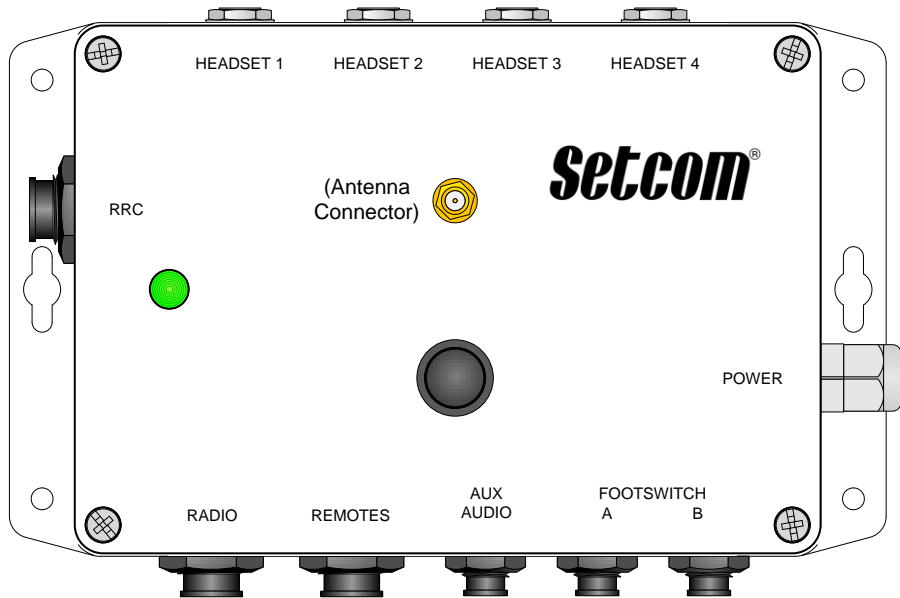 HEADSET 1 HEADSET 2 HEADSET 3 HEADSET 4
Setcom®
(Antenna
Connector)
RRC
POWER
RADIO REMOTES AUX
AUDIO FOOTSWITCH
A B